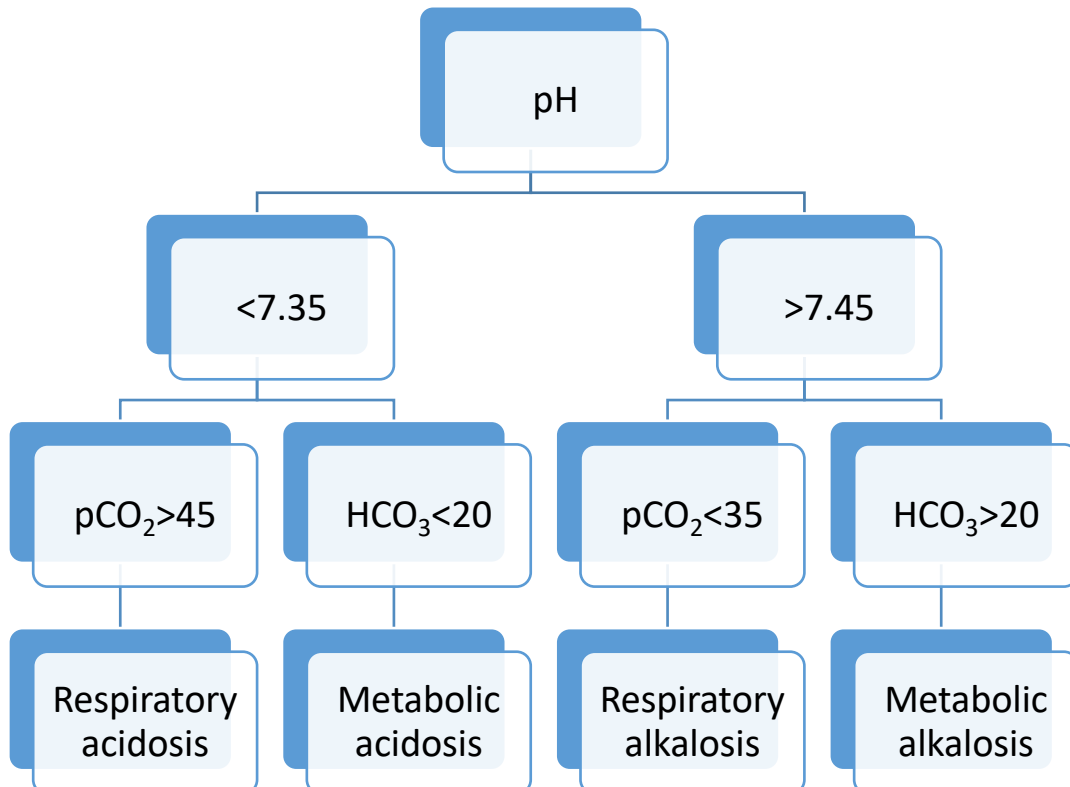 pH
<7.35
>7.45
pCO₂>45
HCO₃<20
pCO₂<35
HCO₃>20
Respiratory
acidosis
Metabolic
acidosis
Respiratory
alkalosis
Metabolic
alkalosis